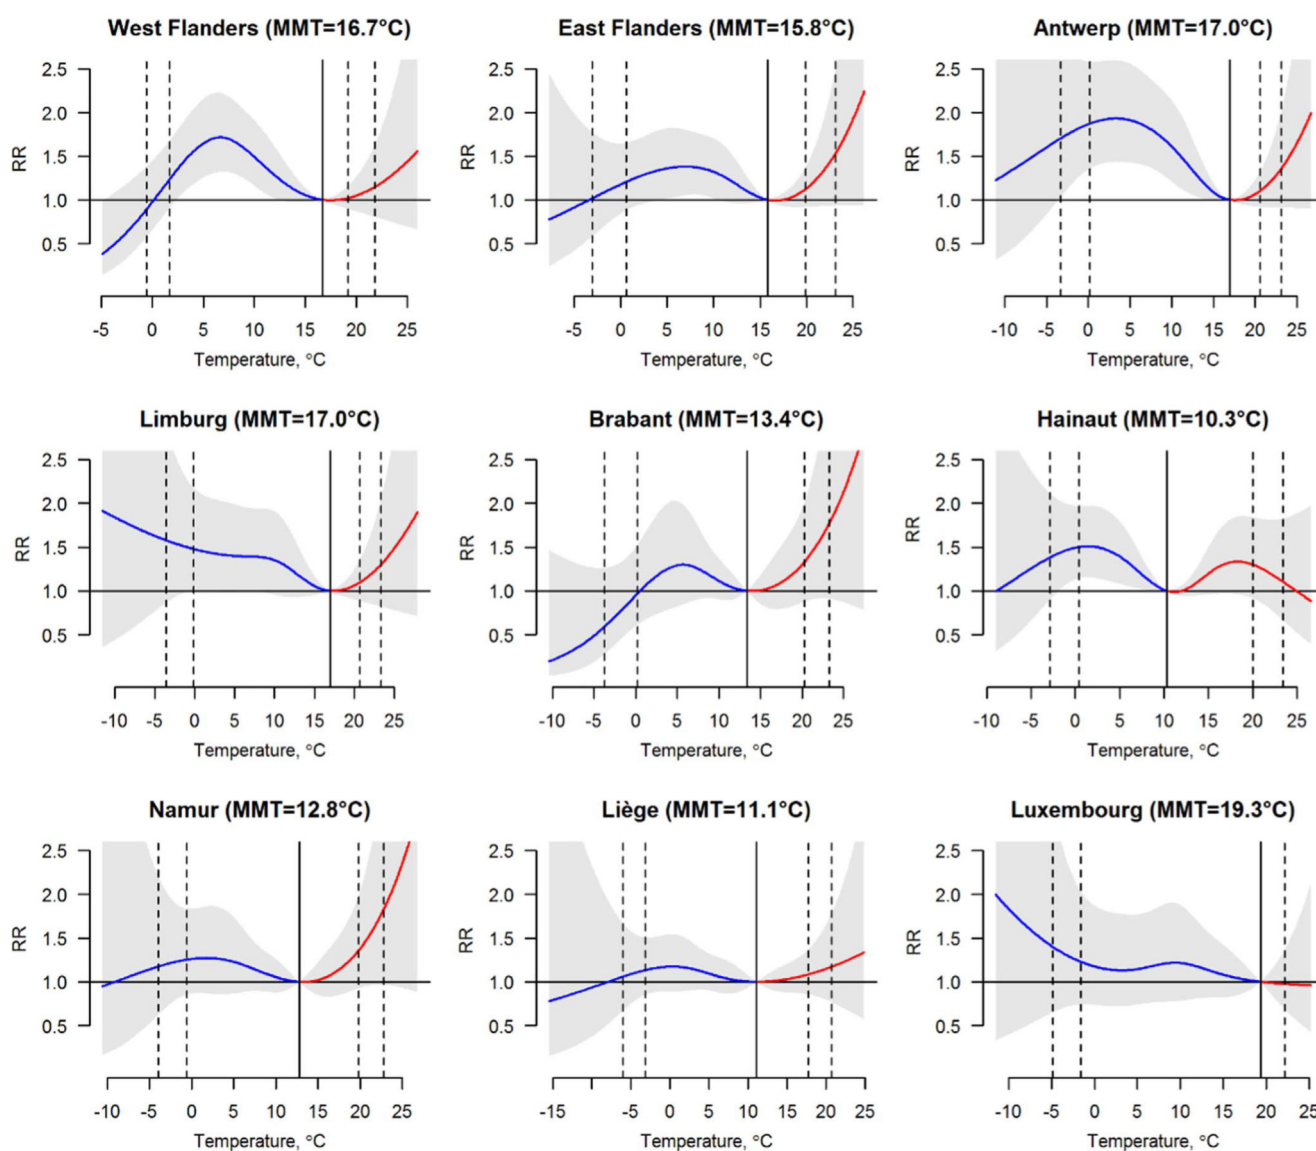 West Flanders (MMT=16.7°C)
RR
2.5
2.0
1.5
1.0
0.5
-5 0 5 10 15 20 25
Temperature, °C
East Flanders (MMT=15.8°C)
RR
2.5
2.0
1.5
1.0
0.5
-5 0 5 10 15 20 25
Temperature, °C
Antwerp (MMT=17.0°C)
RR
2.5
2.0
1.5
1.0
0.5
-10 -5 0 5 10 15 20 25
Temperature, °C
Limburg (MMT=17.0°C)
RR
2.5
2.0
1.5
1.0
0.5
-10 -5 0 5 10 15 20 25
Temperature, °C
Brabant (MMT=13.4°C)
RR
2.5
2.0
1.5
1.0
0.5
-10 -5 0 5 10 15 20 25
Temperature, °C
Hainaut (MMT=10.3°C)
RR
2.5
2.0
1.5
1.0
0.5
-10 -5 0 5 10 15 20 25
Temperature, °C
Namur (MMT=12.8°C)
RR
2.5
2.0
1.5
1.0
0.5
-10 -5 0 5 10 15 20 25
Temperature, °C
Liège (MMT=11.1°C)
RR
2.5
2.0
1.5
1.0
0.5
-15 -10 -5 0 5 10 15 20 25
Temperature, °C
Luxembourg (MMT=19.3°C)
RR
2.5
2.0
1.5
1.0
0.5
-10 -5 0 5 10 15 20 25
Temperature, °C